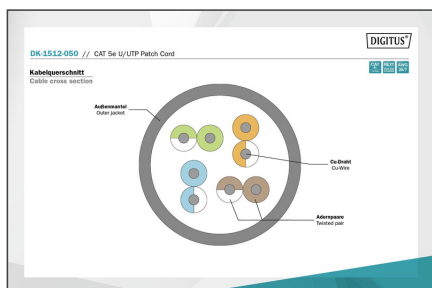 DIGITUS®
DK-1512-050 // CAT 5e U/UTP Patch Cord
Kabelquerschnitt
Cable cross section
Außenmantel
Outer jacket
Cu-Draht
Cu-Wire
Adernpaare
Twisted pair